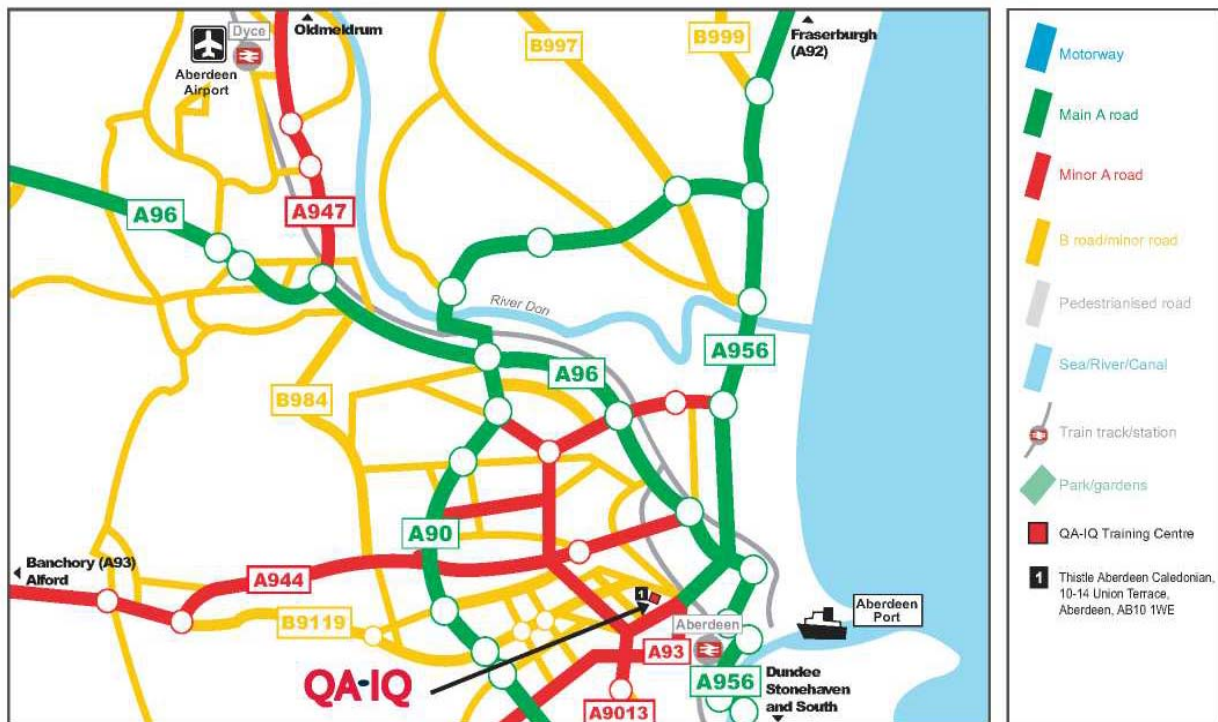 Dyce
Oldmeldrum
Aberdeen
Airport
B997
B999
Fraserburgh
(A92)
A96
A947
River Don
A956
A96
B984
A90
Banchory (A93)
Alford
A944
B9119
1
Aberdeen
Aberdeen
Port
A93
QA-IQ
A956
Dundee
Stonehaven
and South
A9013
Motorway
Main A road
Minor A road
B road/minor road
Pedestrianised road
Sea/River/Canal
Train track/station
Park/gardens
QA-IQ Training Centre
1 Thistle Aberdeen Caledonian,
10-14 Union Terrace,
Aberdeen, AB10 1WE